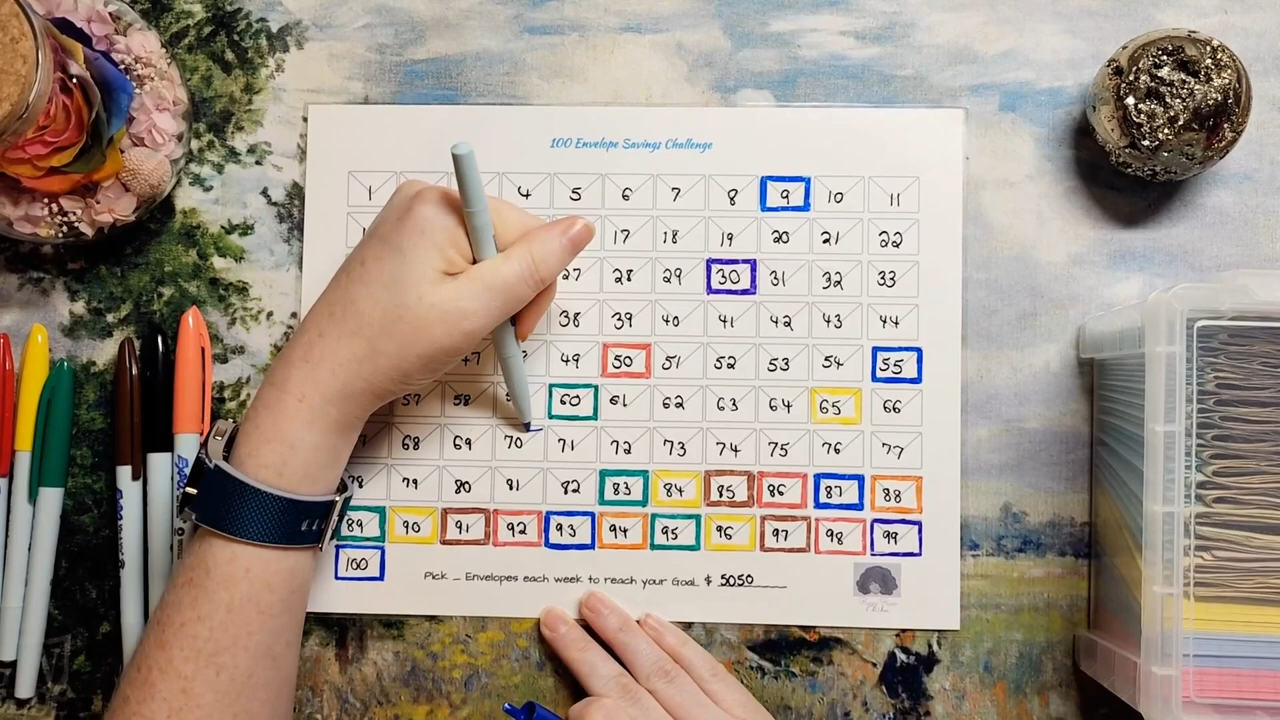 100 Envelope Savings Challenge
1 4 5 6 7 8 9 10 11
17 18 19 20 21 22
27 28 29 30 31 32 33
38 39 40 41 42 43 44
49 50 51 52 53 54 55
57 58 60 61 62 63 64 65 66
68 69 70 71 72 73 74 75 76 77
78 79 80 81 82 83 84 85 86 87 88
89 90 91 92 93 94 95 96 97 98 99
100
Pick _ Envelopes each week to reach your Goal $ 5050